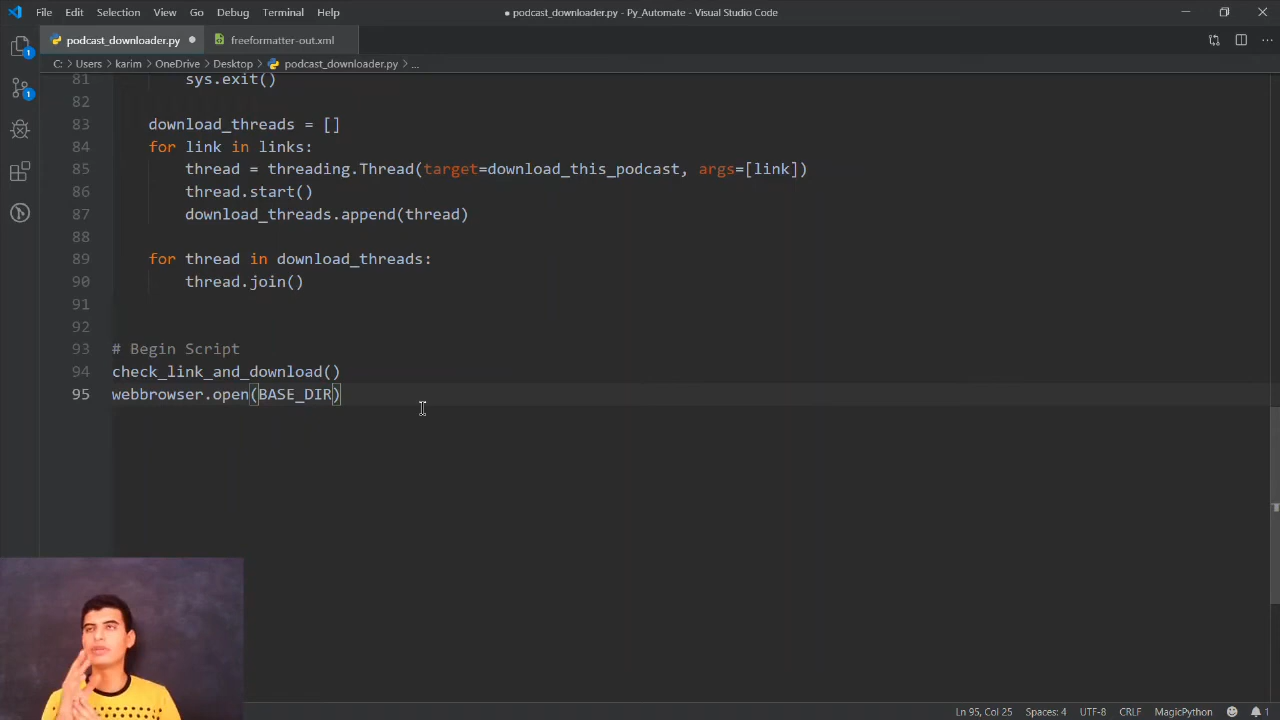 File Edit Selection View Go Debug Terminal Help
● podcast_downloader.py - Py_Automate - Visual Studio Code
podcast_downloader.py ●
freeformatter-out.xml
C: > Users > karim > OneDrive > Desktop > podcast_downloader.py > ...
1
1
81 sys.exit()
82
83 download_threads = []
84 for link in links:
85 thread = threading.Thread(target=download_this_podcast, args=[link])
86 thread.start()
87 download_threads.append(thread)
88
89 for thread in download_threads:
90 thread.join()
91
92
93 # Begin Script
94 check_link_and_download()
95 webbrowser.open(BASE_DIR)
Ln 95, Col 25 Spaces: 4 UTF-8 CRLF MagicPython 1